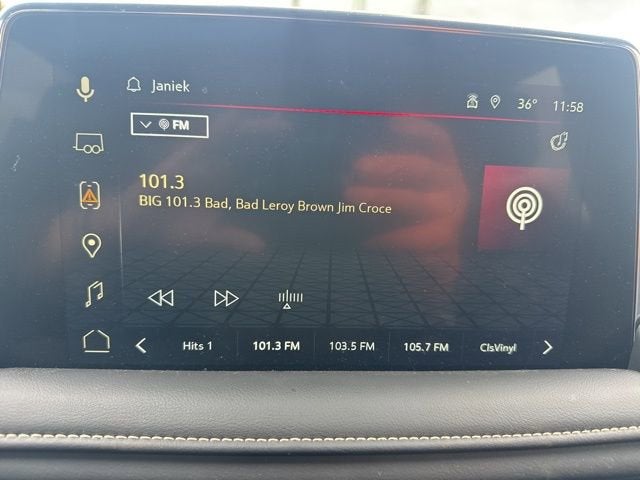 Janiek
36° 11:58
FM
101.3
BIG 101.3 Bad, Bad Leroy Brown Jim Croce
Hits 1 101.3 FM 103.5 FM 105.7 FM ClsVinyl